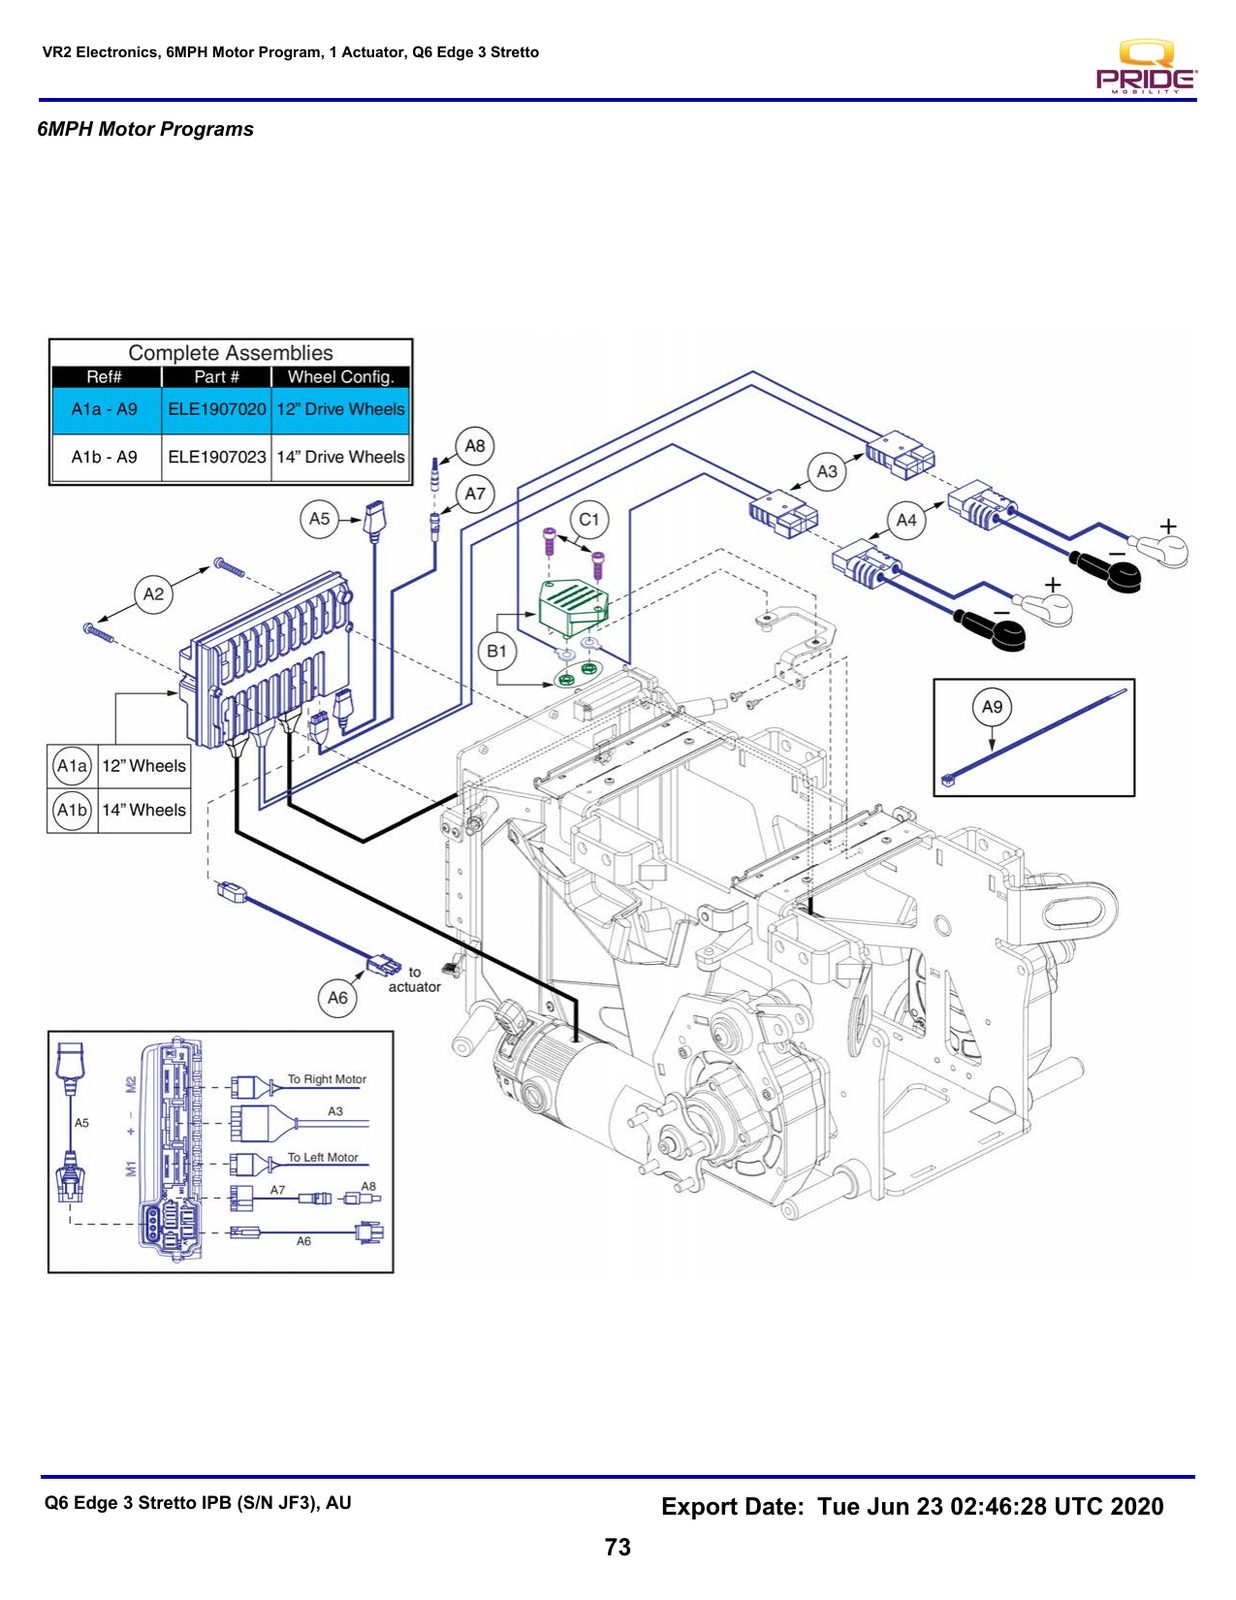 VR2 Electronics, 6MPH Motor Program, 1 Actuator, Q6 Edge 3 Stretto
Q
PRIDE
MOBILITY
6MPH Motor Programs
Complete Assemblies
Ref# Part # Wheel Config.
A1a - A9 ELE1907020 12” Drive Wheels
A1b - A9 ELE1907023 14” Drive Wheels
A8
A7
A5
C1
A3
A4
+
−
+
−
A2
B1
A9
A1a 12” Wheels
A1b 14” Wheels
A6
to
actuator
M2
− +
M1
A5
To Right Motor
A3
To Left Motor
A7
A8
A6
Q6 Edge 3 Stretto IPB (S/N JF3), AU
Export Date: Tue Jun 23 02:46:28 UTC 2020
73